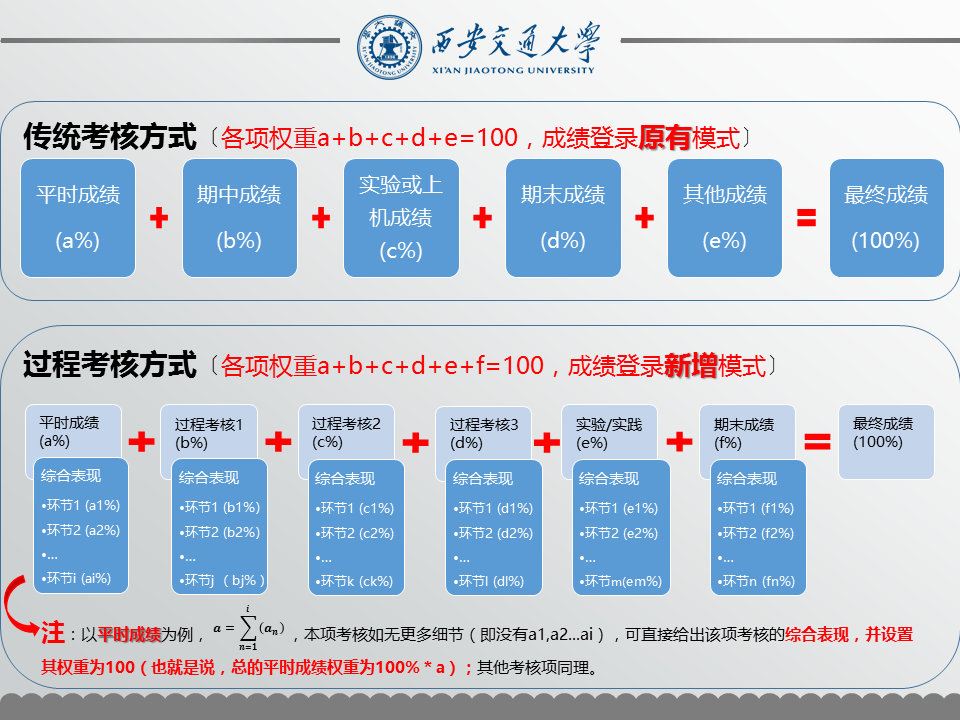 西安交通大学
XI'AN JIAOTONG UNIVERSITY
传统考核方式〔各项权重a+b+c+d+e=100，成绩登录原有模式〕
平时成绩
(a%)
+
期中成绩
(b%)
+
实验或上
机成绩
(c%)
+
期末成绩
(d%)
+
其他成绩
(e%)
=
最终成绩
(100%)
过程考核方式〔各项权重a+b+c+d+e+f=100，成绩登录新增模式〕
平时成绩
(a%)
综合表现
•环节1 (a1%)
•环节2 (a2%)
•...
•环节i (ai%)
+
过程考核1
(b%)
综合表现
•环节1 (b1%)
•环节2 (b2%)
•...
•环节j （bj%）
+
过程考核2
(c%)
综合表现
•环节1 (c1%)
•环节2 (c2%)
•...
•环节k (ck%)
+
过程考核3
(d%)
综合表现
•环节1 (d1%)
•环节2 (d2%)
•...
•环节l (dl%)
+
实验/实践
(e%)
综合表现
•环节1 (e1%)
•环节2 (e2%)
•...
•环节m(em%)
+
期末成绩
(f%)
综合表现
•环节1 (f1%)
•环节2 (f2%)
•...
•环节n (fn%)
=
最终成绩
(100%)
注：以平时成绩为例，a = ∑_{n=1}^{i}(a_n)，本项考核如无更多细节（即没有a1,a2...ai），可直接给出该项考核的综合表现，并设置
其权重为100（也就是说，总的平时成绩权重为100% * a）；其他考核项同理。